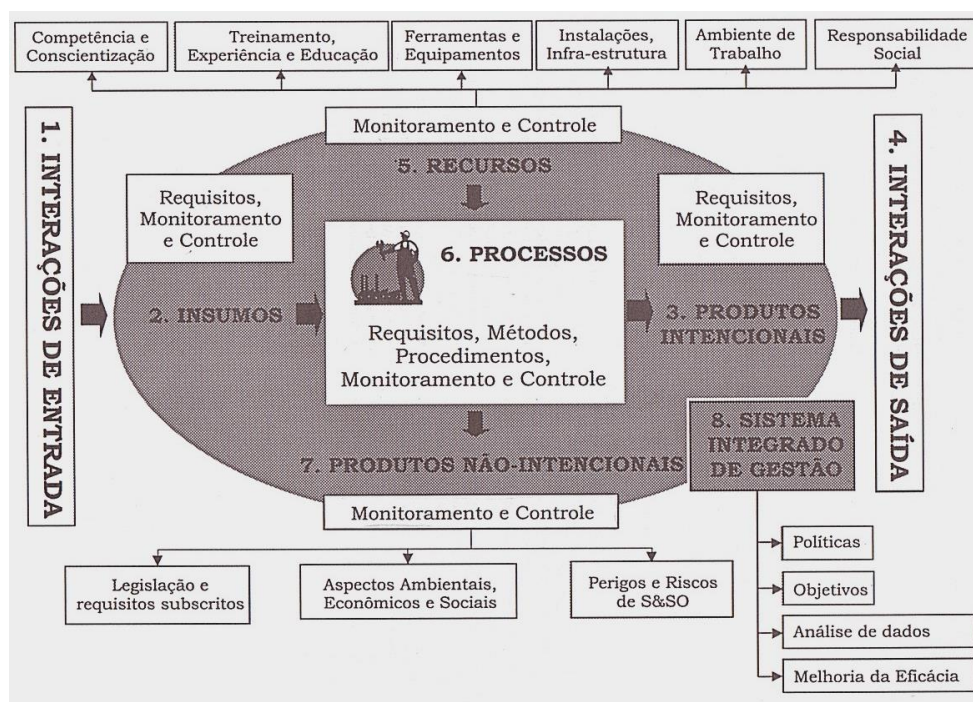 Competência e
Conscientização
Treinamento,
Experiência e Educação
Ferramentas e
Equipamentos
Instalações,
Infra-estrutura
Ambiente de
Trabalho
Responsabilidade
Social
Monitoramento e Controle
5. RECURSOS
1. INTERAÇÕES DE ENTRADA
Requisitos,
Monitoramento
e Controle
2. INSUMOS
6. PROCESSOS
Requisitos, Métodos,
Procedimentos,
Monitoramento e Controle
Requisitos,
Monitoramento
e Controle
3. PRODUTOS
INTENCIONAIS
4. INTERAÇÕES DE SAÍDA
7. PRODUTOS NÃO-INTENCIONAIS
8. SISTEMA
INTEGRADO
DE GESTÃO
Monitoramento e Controle
Legislação e
requisitos subscritos
Aspectos Ambientais,
Econômicos e Sociais
Perigos e Riscos
de S&SO
Políticas
Objetivos
Análise de dados
Melhoria da Eficácia